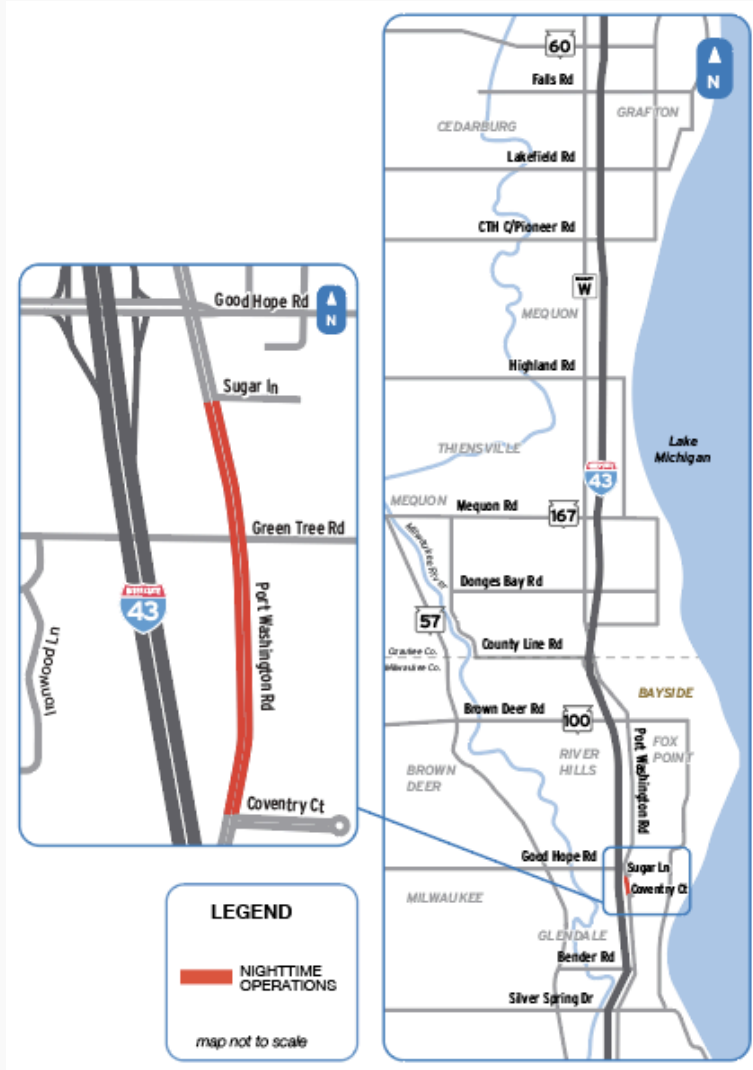 60
N
Falls Rd
GRAFTON
CEDARBURG
Lakefield Rd
CTH C/Pioneer Rd
W
MEQUON
Highland Rd
THIENSVILLE
Lake
Michigan
43
MEQUON
Mequon Rd
167
Milwaukee River
Donges Bay Rd
57
County Line Rd
Ozaukee Co.
Milwaukee Co.
BAYSIDE
Brown Deer Rd
100
Port Washington Rd
FOX
POINT
RIVER
HILLS
BROWN
DEER
Good Hope Rd
Sugar Ln
Coventry Ct
MILWAUKEE
GLENDALE
Bender Rd
Silver Spring Dr
Good Hope Rd
N
Sugar ln
Green Tree Rd
43
Port Washington Rd
Ironwood Ln
Coventry Ct
LEGEND
NIGHTTIME
OPERATIONS
map not to scale